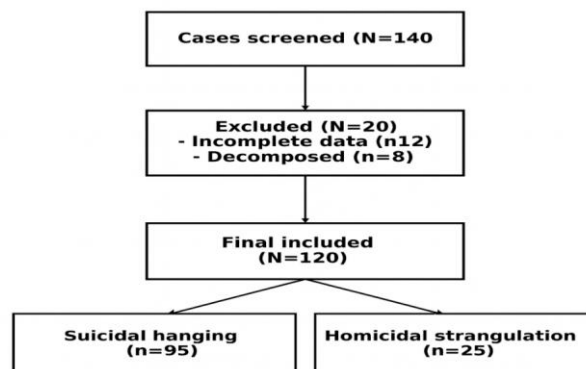 Cases screened (N=140
Excluded (N=20)
- Incomplete data (n12)
- Decomposed (n=8)
Final included
(N=120)
Suicidal hanging
(n=95)
Homicidal strangulation
(n=25)